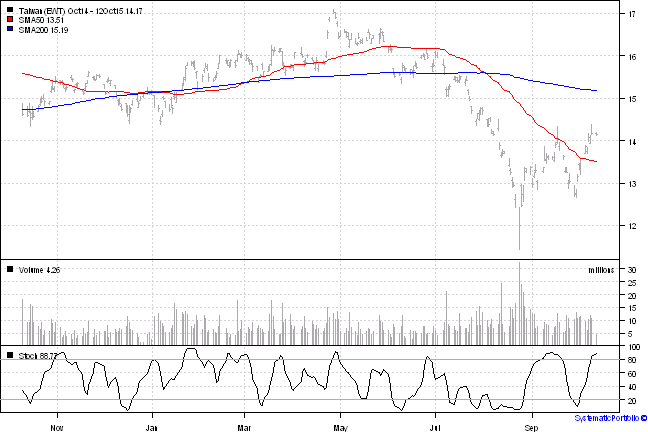 Taiwan (EWT) Oct14 - 12Oct15 14.17
SMA50 13.51
SMA200 15.19
17
16
15
14
13
12
Volume 4.26
millions
30
25
20
15
10
5
Stoch 88.77
100
80
60
40
20
Nov Jan Mar May Jul Sep
SystematicPortfolio ©